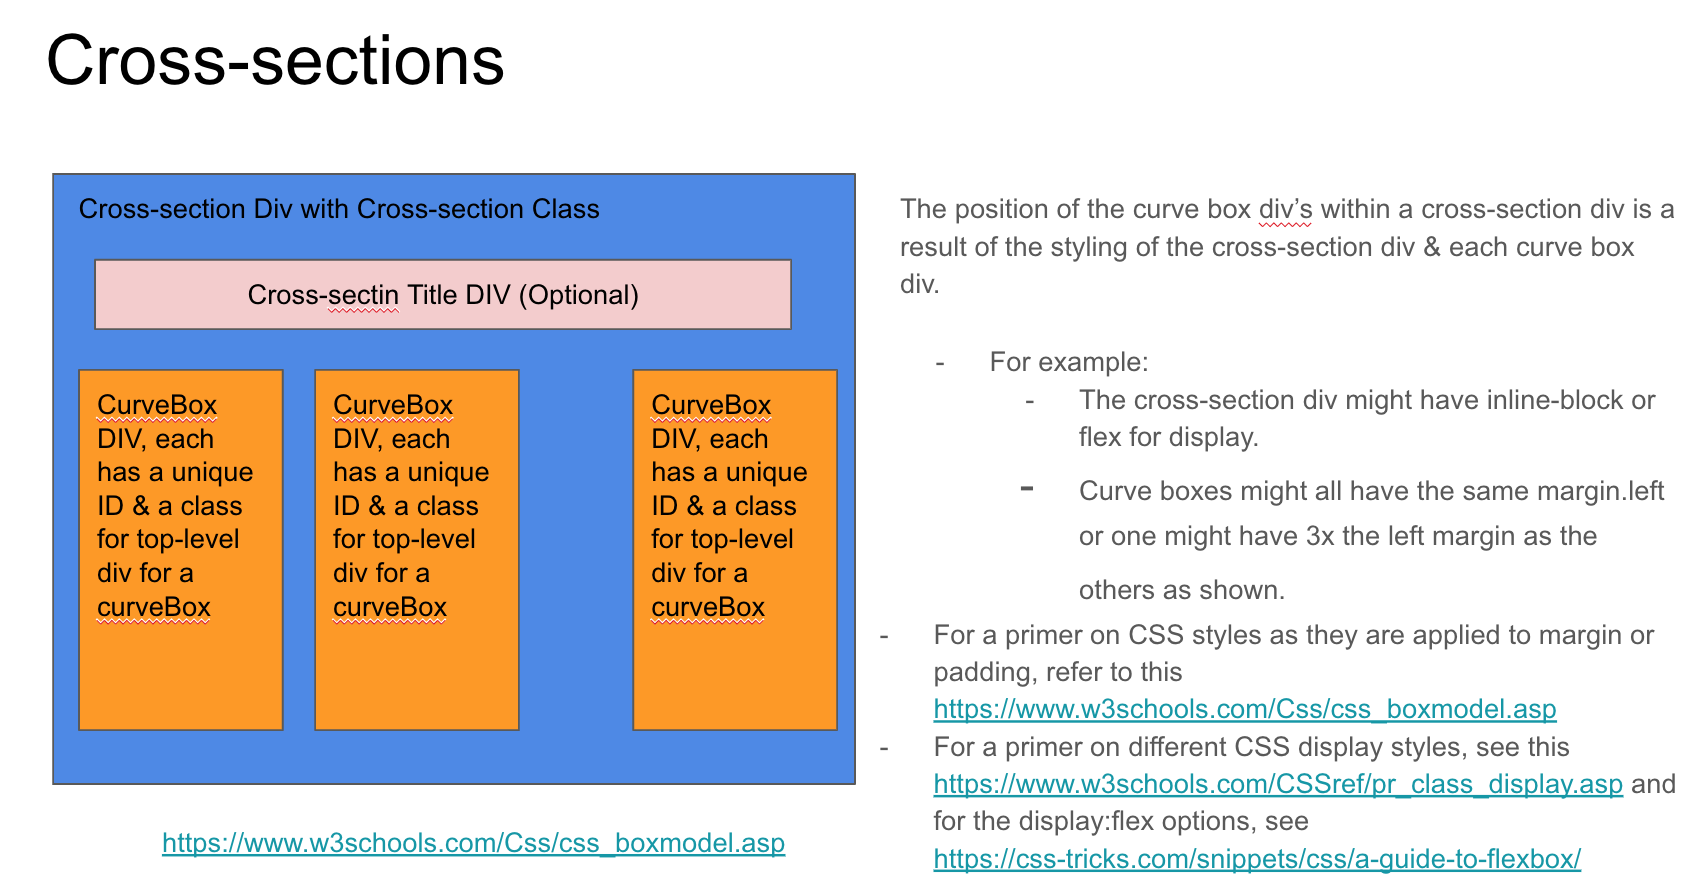 Cross-sections
Cross-section Div with Cross-section Class
Cross-sectin Title DIV (Optional)
CurveBox
DIV, each
has a unique
ID & a class
for top-level
div for a
curveBox
CurveBox
DIV, each
has a unique
ID & a class
for top-level
div for a
curveBox
CurveBox
DIV, each
has a unique
ID & a class
for top-level
div for a
curveBox
https://www.w3schools.com/Css/css_boxmodel.asp
The position of the curve box div’s within a cross-section div is a
result of the styling of the cross-section div & each curve box
div.
- For example:
- The cross-section div might have inline-block or
flex for display.
- Curve boxes might all have the same margin.left
or one might have 3x the left margin as the
others as shown.
- For a primer on CSS styles as they are applied to margin or
padding, refer to this
https://www.w3schools.com/Css/css_boxmodel.asp
- For a primer on different CSS display styles, see this
https://www.w3schools.com/CSSref/pr_class_display.asp and
for the display:flex options, see
https://css-tricks.com/snippets/css/a-guide-to-flexbox/